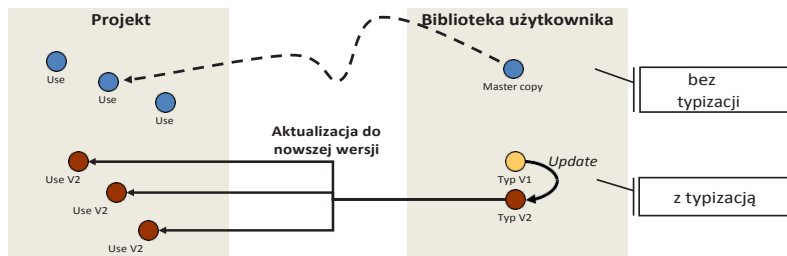 Projekt
Biblioteka użytkownika
Use
Use
Use
Master copy
bez
typizacji
Aktualizacja do
nowszej wersji
Use V2
Use V2
Use V2
Typ V1
Update
Typ V2
z typizacją